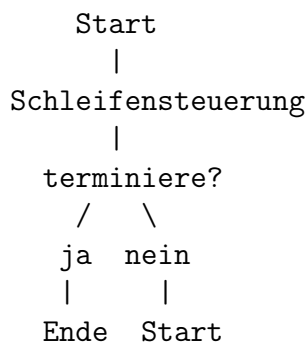 Start
|
Schleifensteuerung
|
terminiere?
/ \
ja nein
| |
Ende Start